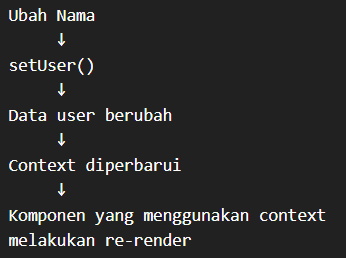 Ubah Nama
↓
setUser()
↓
Data user berubah
↓
Context diperbarui
↓
Komponen yang menggunakan context
melakukan re-render